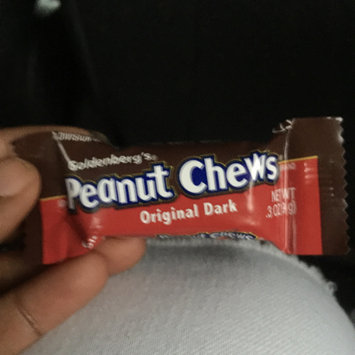 Goldenberg's
Peanut Chews
Original Dark
NET WT